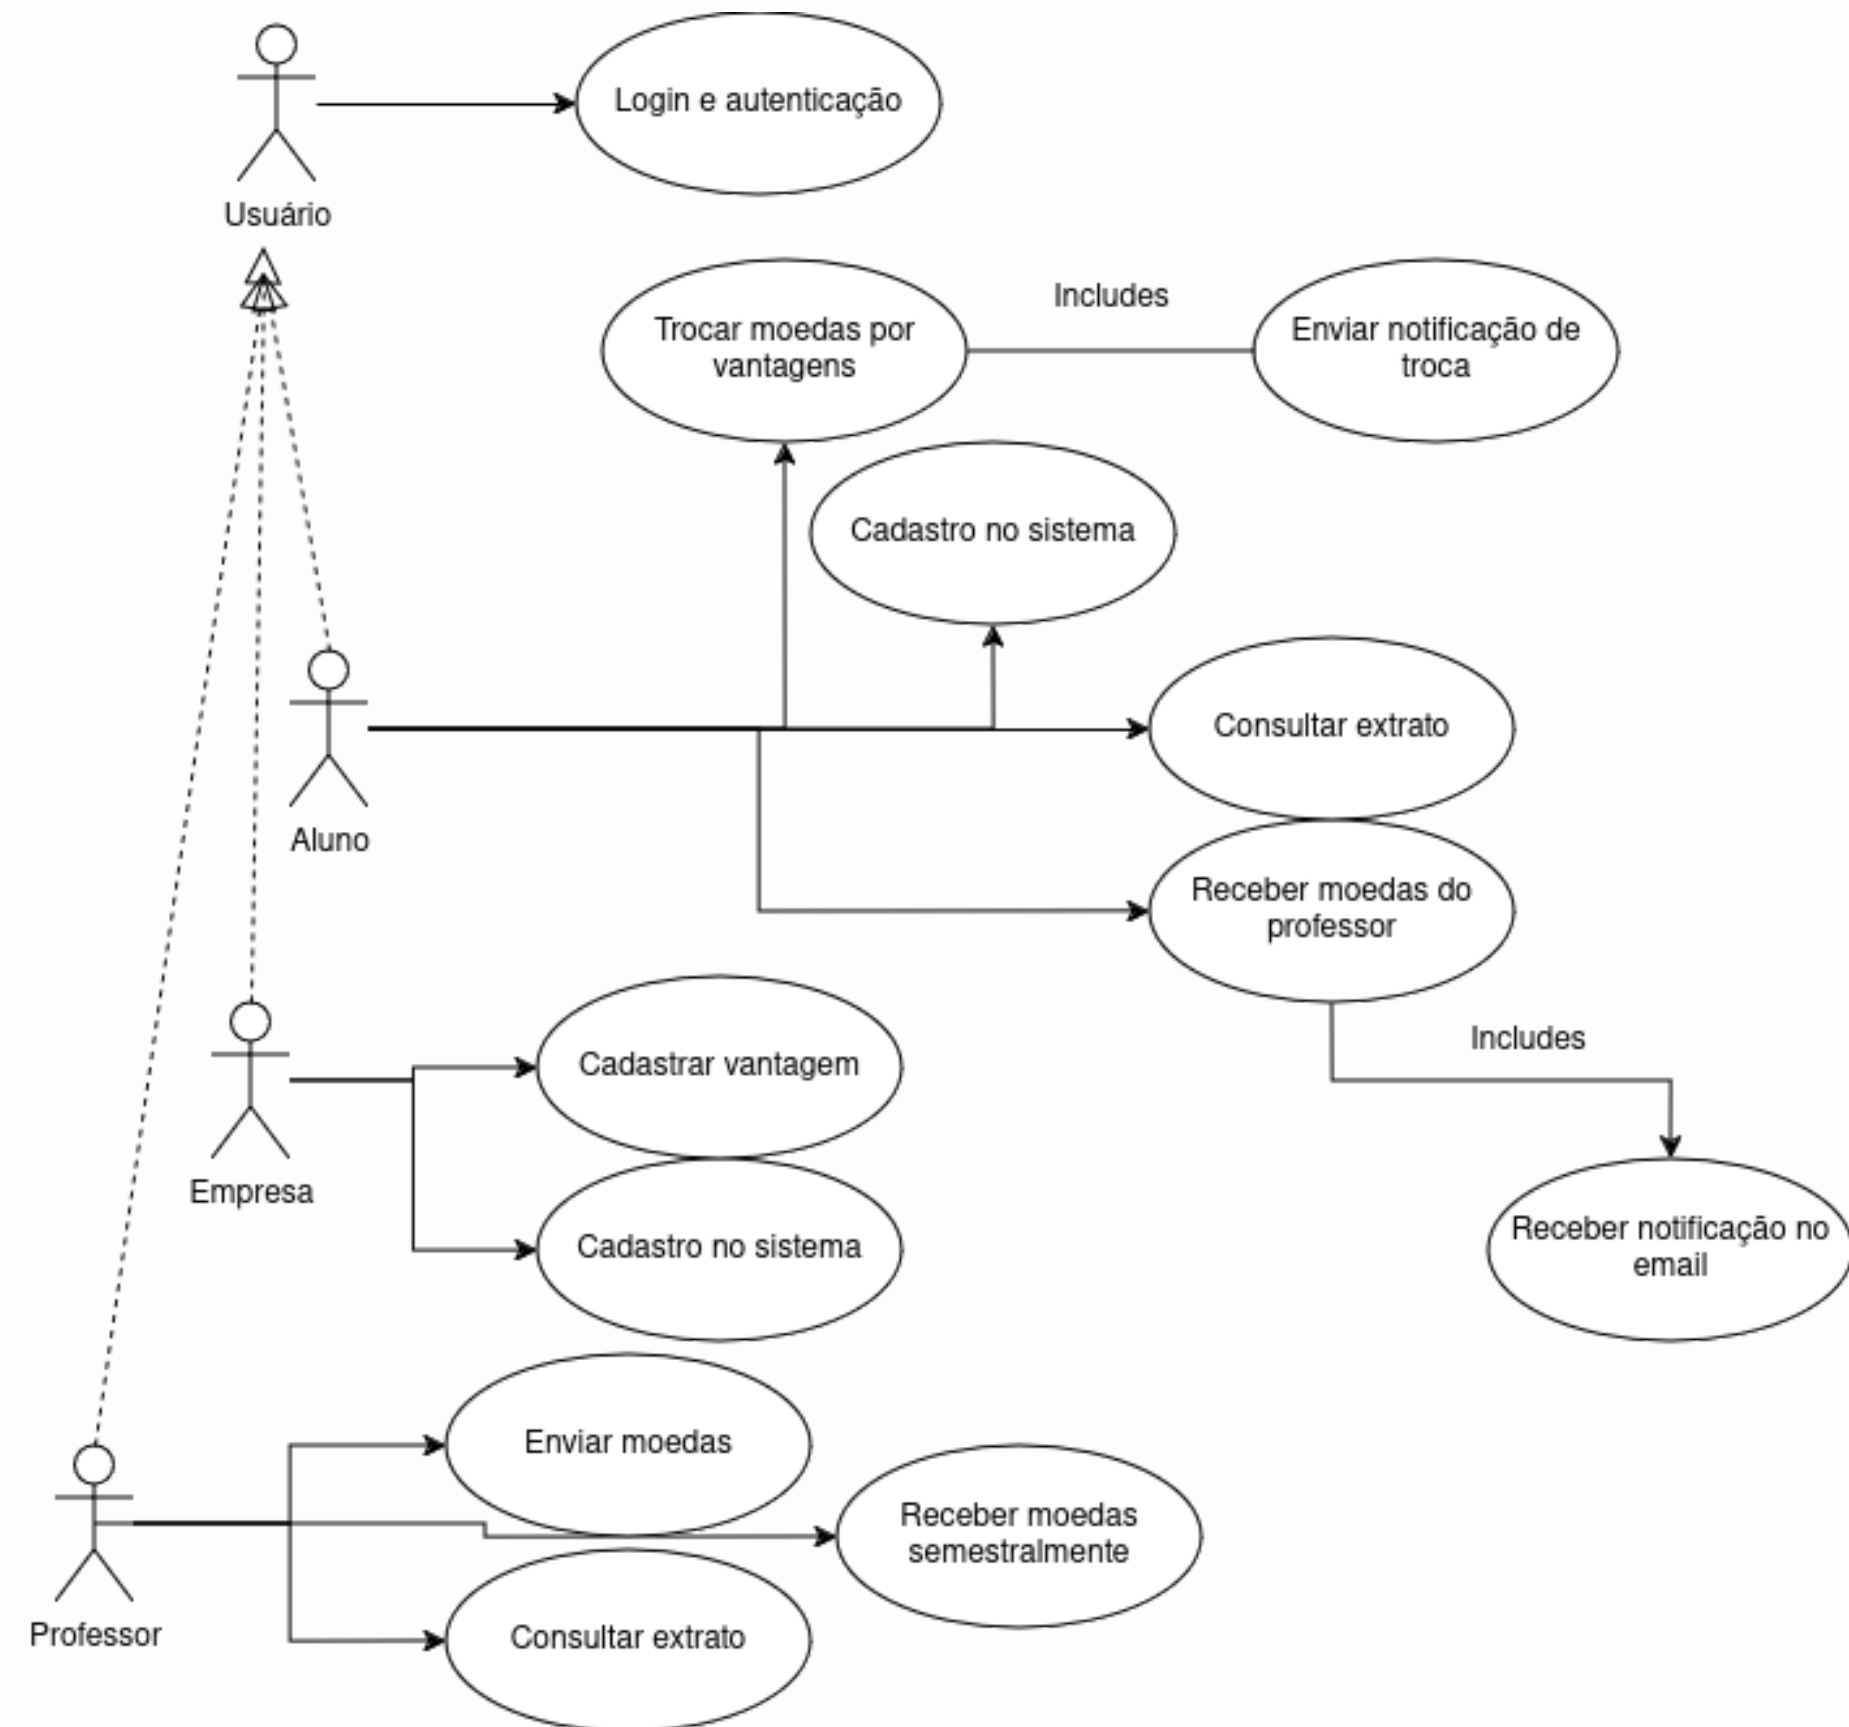 Login e autenticação
Usuário
Includes
Trocar moedas por
vantagens
Enviar notificação de
troca
Cadastro no sistema
Consultar extrato
Aluno
Receber moedas do
professor
Includes
Cadastrar vantagem
Empresa
Cadastro no sistema
Receber notificação no
email
Enviar moedas
Receber moedas
semestralmente
Professor
Consultar extrato